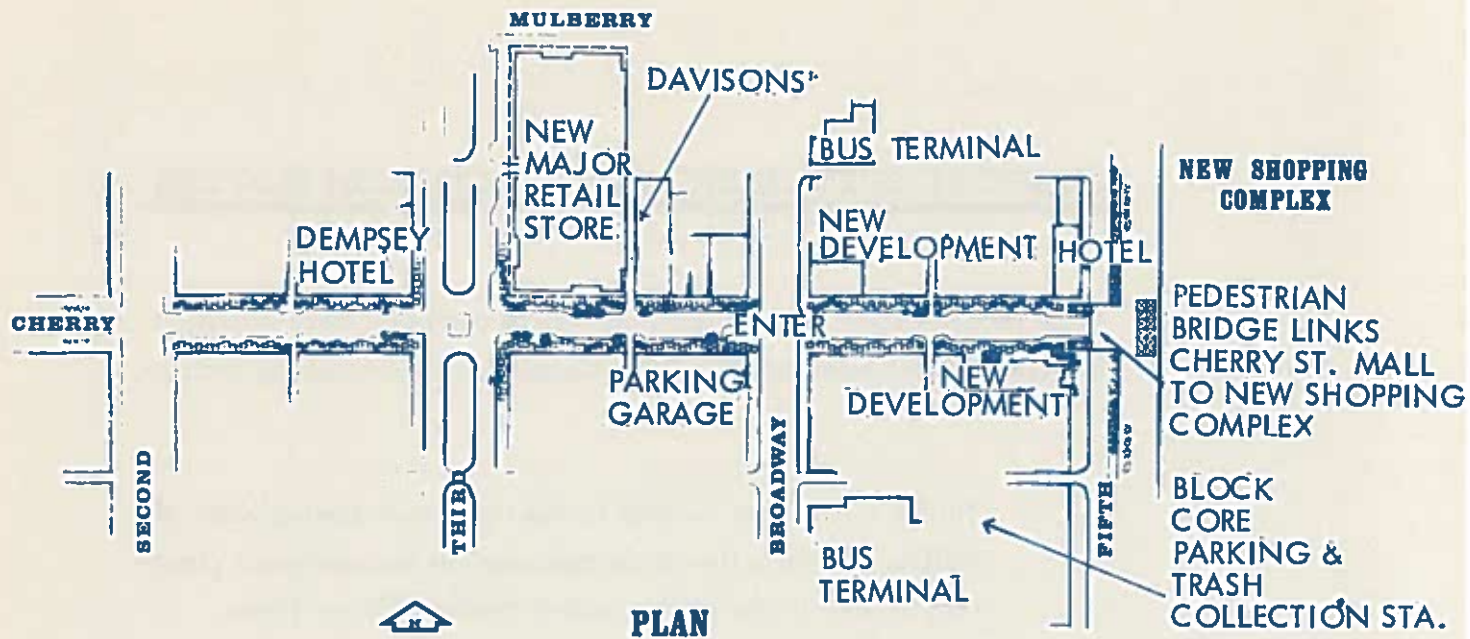 MULBERRY
DAVISONS'
NEW
MAJOR
RETAIL
STORE
BUS TERMINAL
NEW SHOPPING
COMPLEX
DEMPSEY
HOTEL
NEW
DEVELOPMENT
HOTEL
CHERRY
ENTER
PEDESTRIAN
BRIDGE LINKS
CHERRY ST. MALL
TO NEW SHOPPING
COMPLEX
PARKING
GARAGE
NEW
DEVELOPMENT
SECOND
THIRD
BROADWAY
FIFTH
BUS
TERMINAL
BLOCK
CORE
PARKING &
TRASH
COLLECTION STA.
N
PLAN